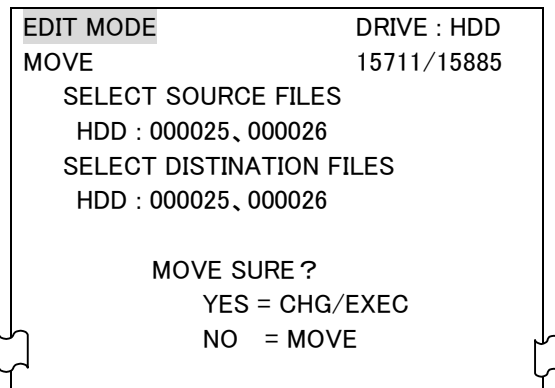 EDIT MODE DRIVE : HDD
MOVE 15711/15885
SELECT SOURCE FILES
HDD : 000025、000026
SELECT DISTINATION FILES
HDD : 000025、000026
MOVE SURE？
YES = CHG/EXEC
NO = MOVE